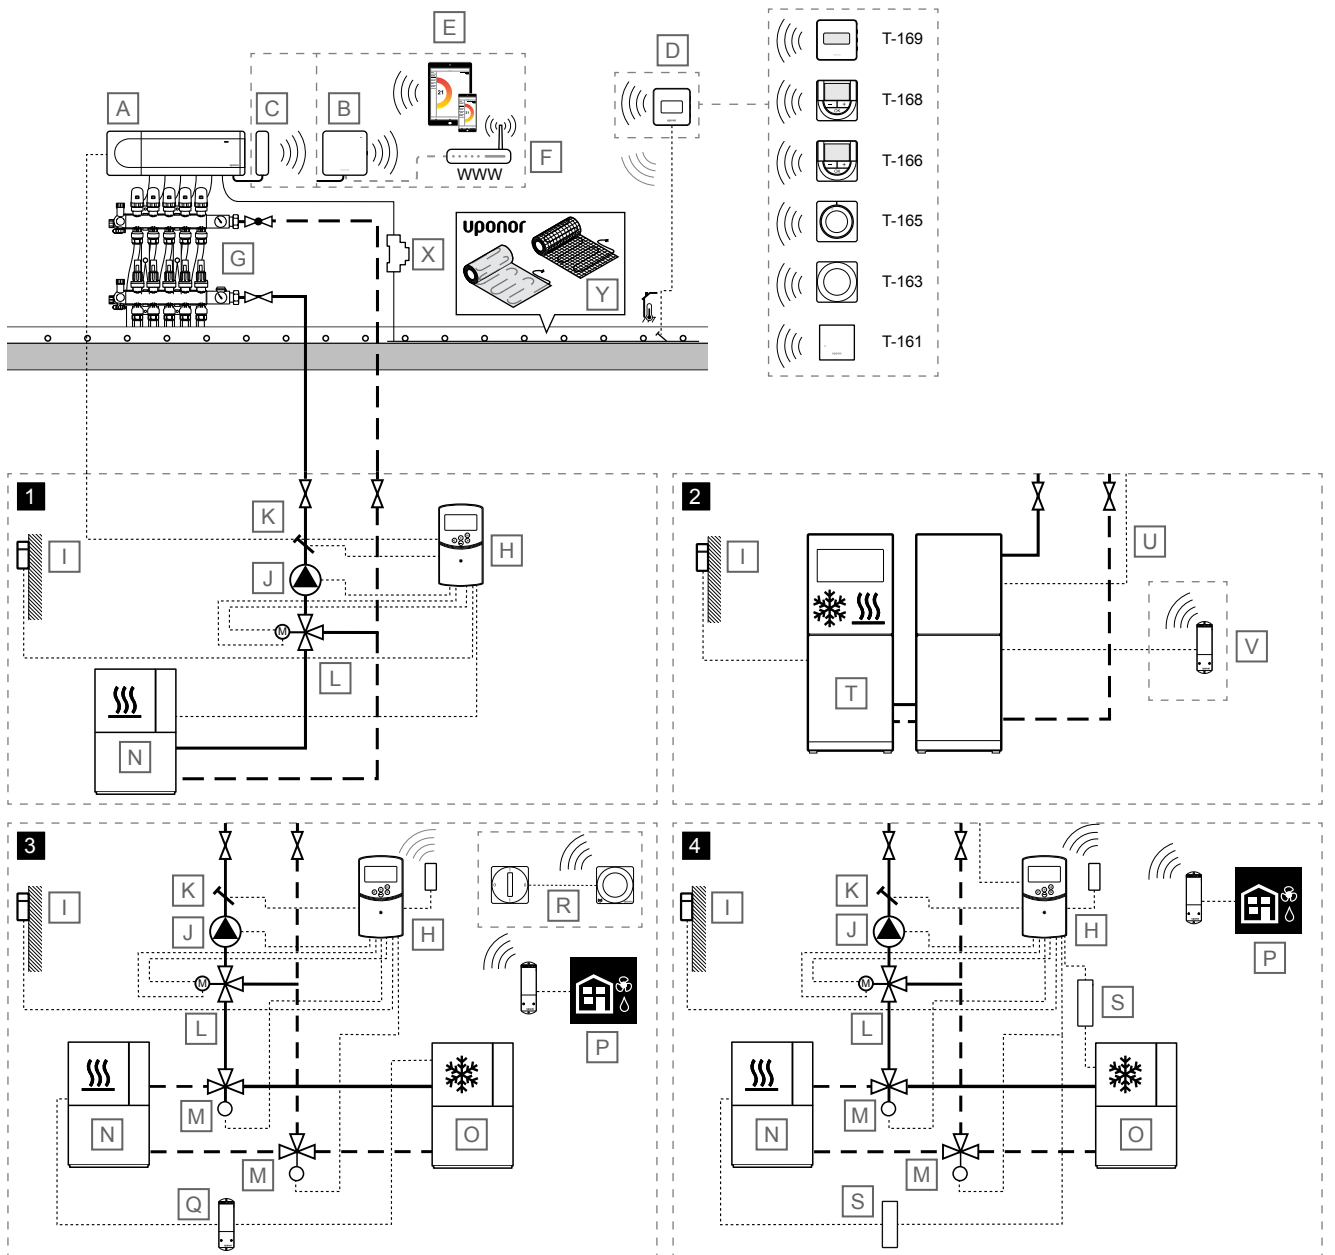 E
D
T-169
A
C
B
T-168
F
WWW
T-166
uponor
G
X
T-165
Y
T-163
T-161
1
K
I
H
J
M
L
N
2
I
U
T
V
3
K
I
J
H
R
M
L
P
N
M
O
M
Q
4
K
I
J
H
P
M
L
S
N
M
O
M
S